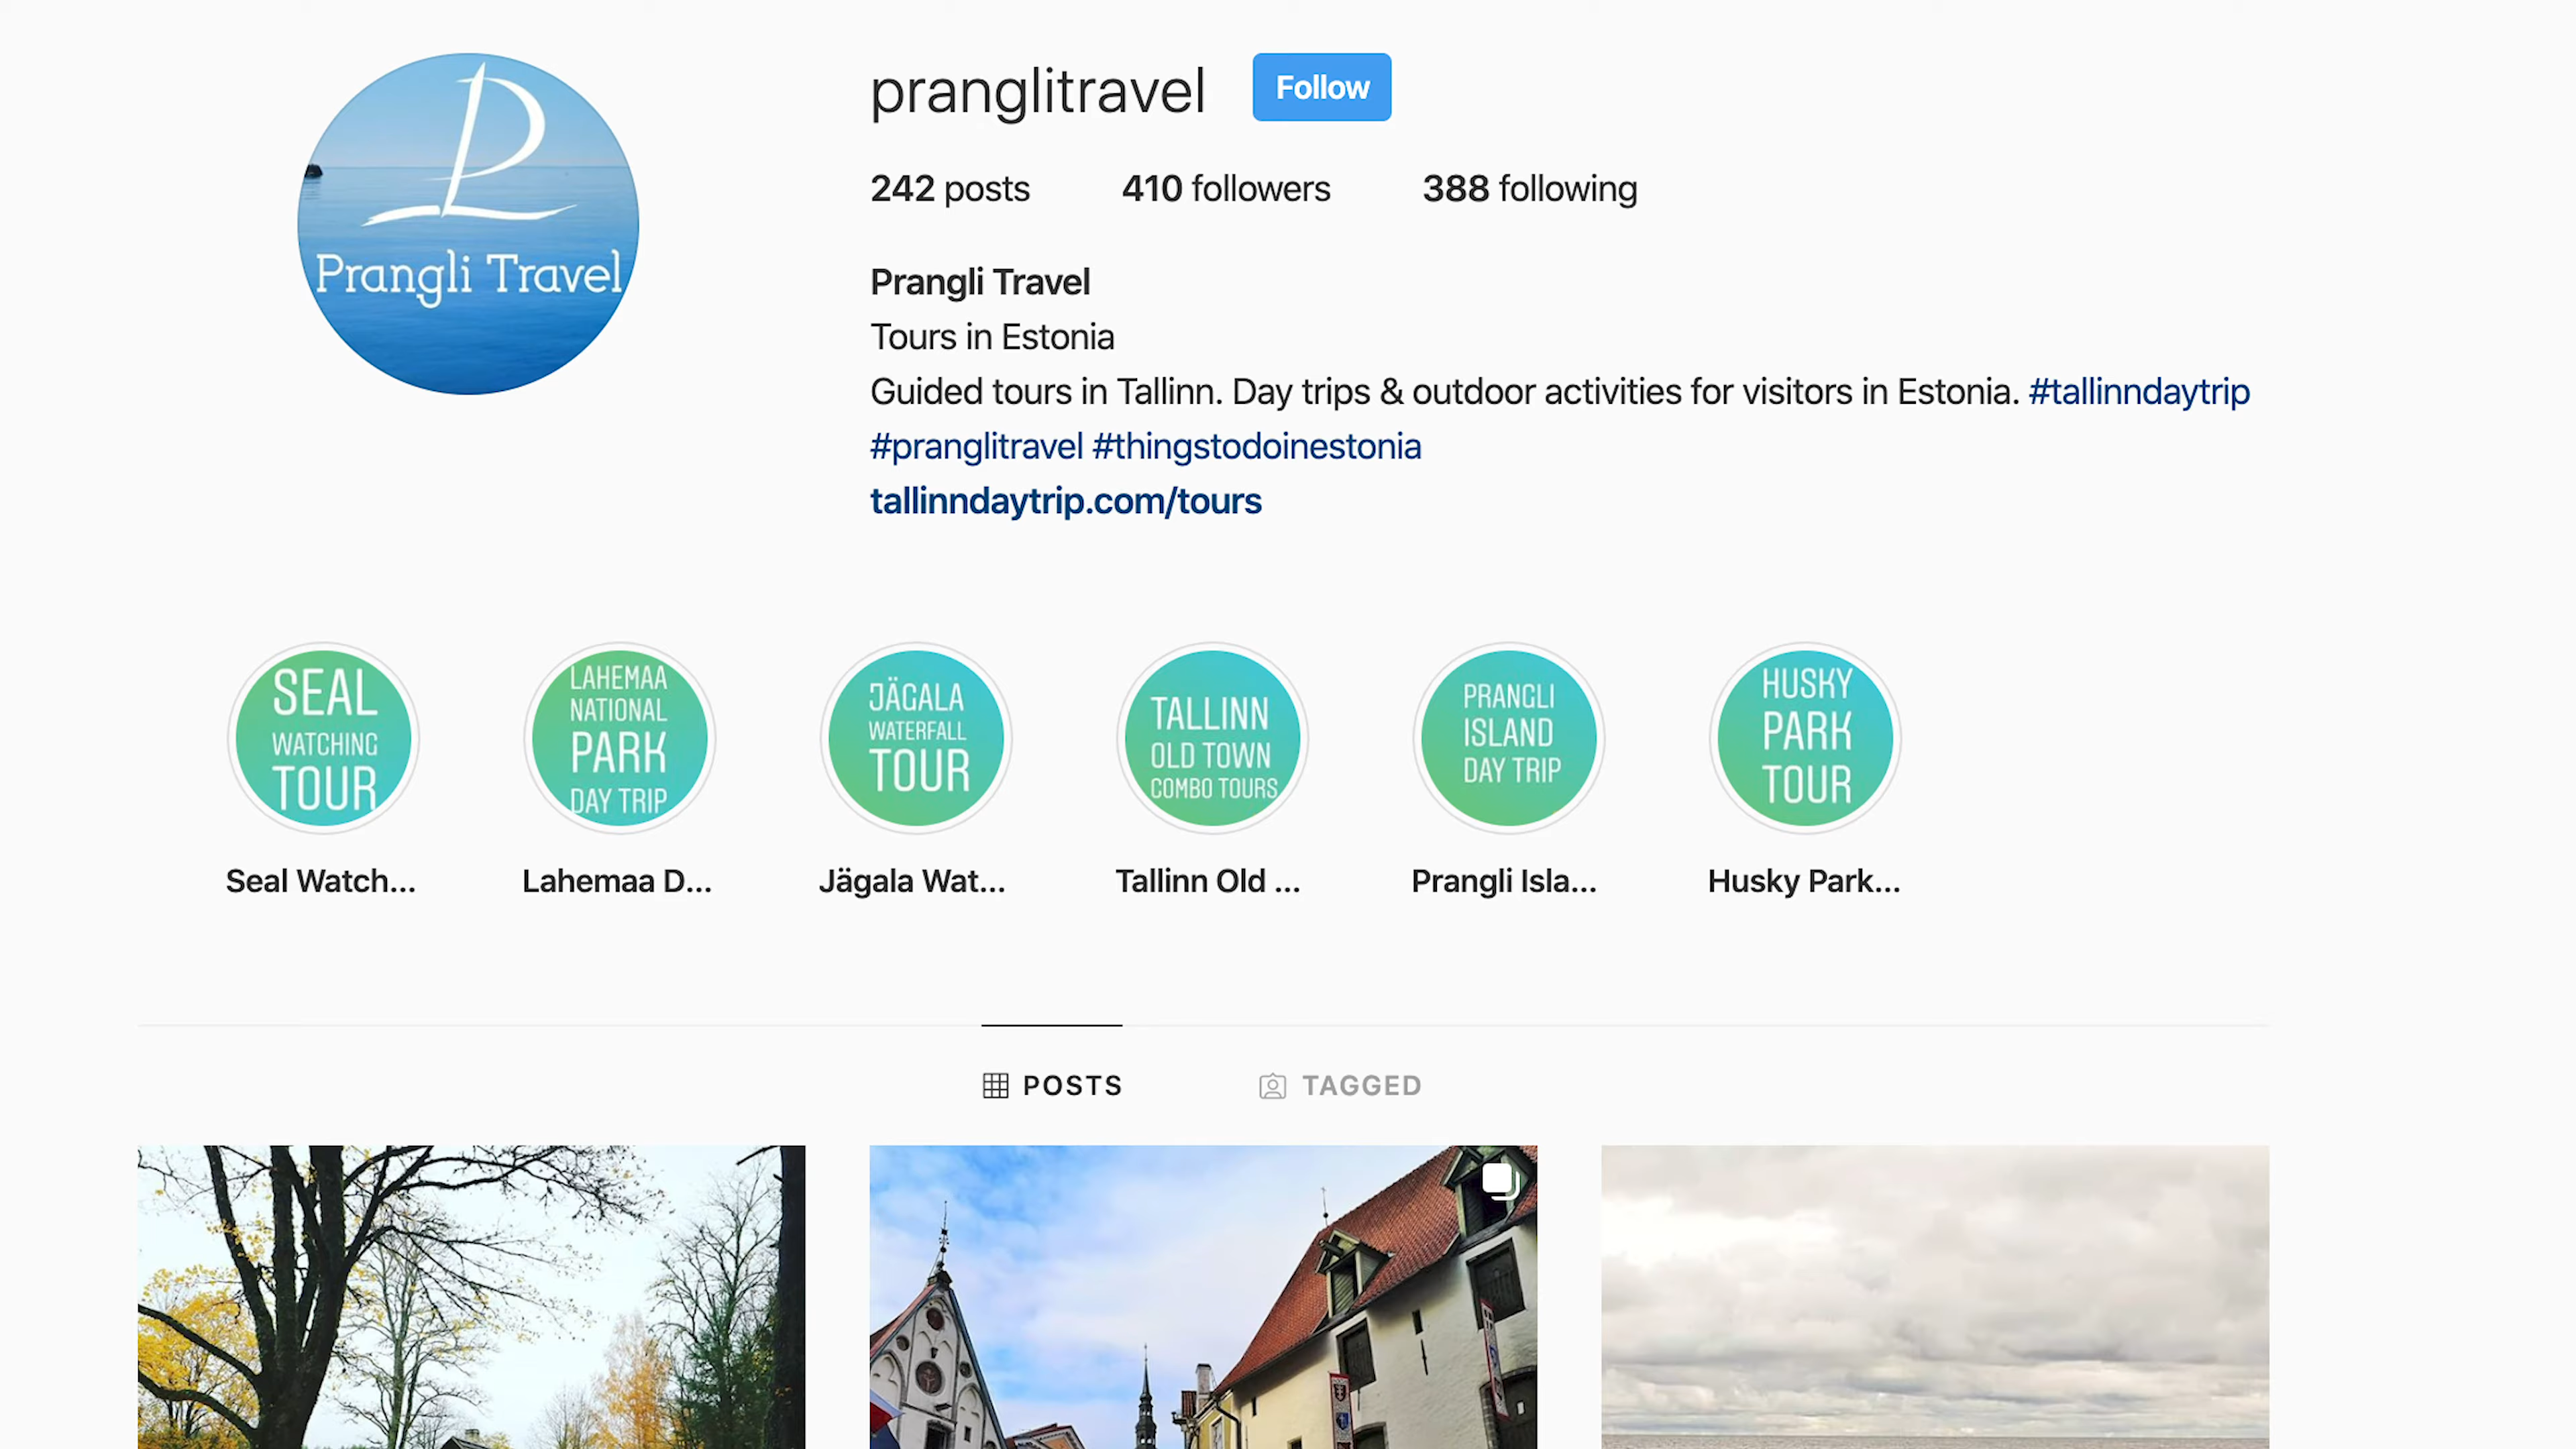 pranglitravel Follow
242 posts 410 followers 388 following
Prangli Travel
Prangli Travel
Tours in Estonia
Guided tours in Tallinn. Day trips & outdoor activities for visitors in Estonia. #tallinndaytrip
#pranglitravel #thingstodoinestonia
tallinndaytrip.com/tours
SEAL
WATCHING
TOUR
LAHEMAA
NATIONAL
PARK
DAY TRIP
JÄGALA
WATERFALL
TOUR
TALLINN
OLD TOWN
COMBO TOURS
PRANGLI
ISLAND
DAY TRIP
HUSKY
PARK
TOUR
Seal Watch... Lahemaa D... Jägala Wat... Tallinn Old ... Prangli Isla... Husky Park...
POSTS TAGGED